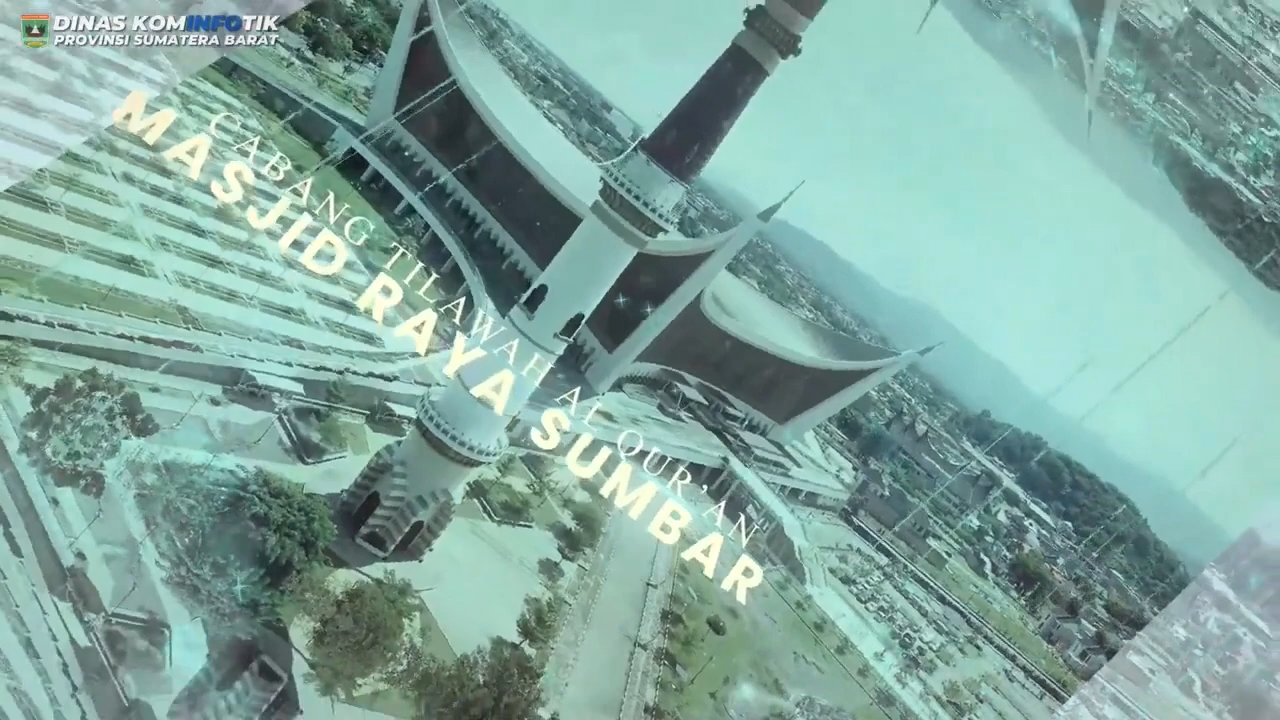 DINAS KOMINFOTIK
PROVINSI SUMATERA BARAT
CABANG TILAWAH AL QUR'AN
MASJID RAYA SUMBAR